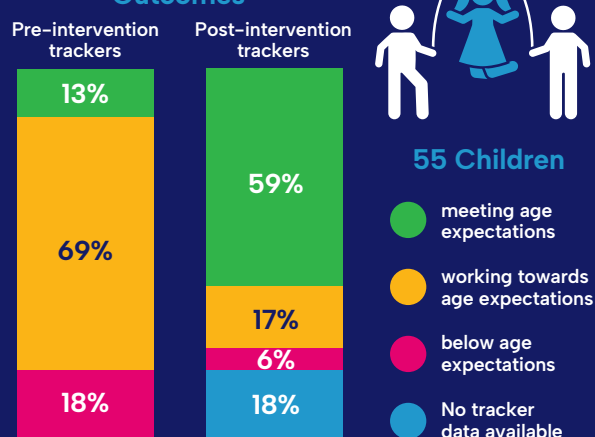 Outcomes
Pre-intervention
trackers
13%
69%
18%
Post-intervention
trackers
59%
17%
6%
18%
55 Children
meeting age
expectations
working towards
age expectations
below age
expectations
No tracker
data available